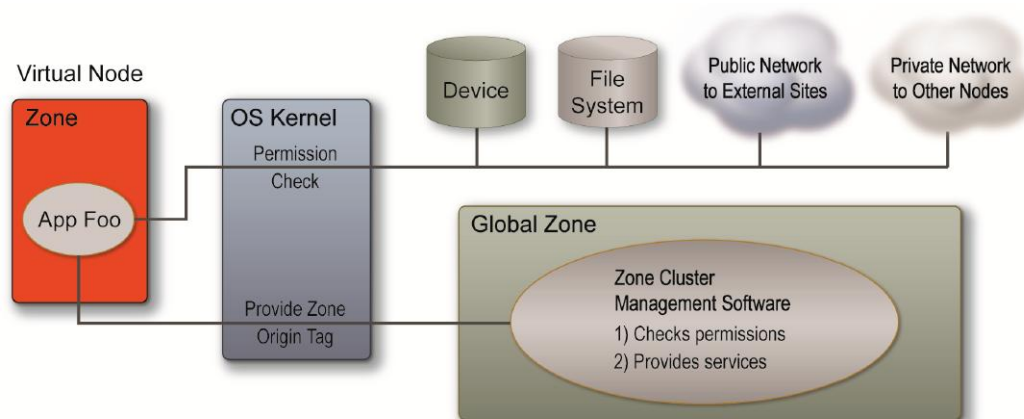 Virtual Node
Zone
App Foo
OS Kernel
Permission
Check
Provide Zone
Origin Tag
Device
File
System
Public Network
to External Sites
Private Network
to Other Nodes
Global Zone
Zone Cluster
Management Software
1) Checks permissions
2) Provides services